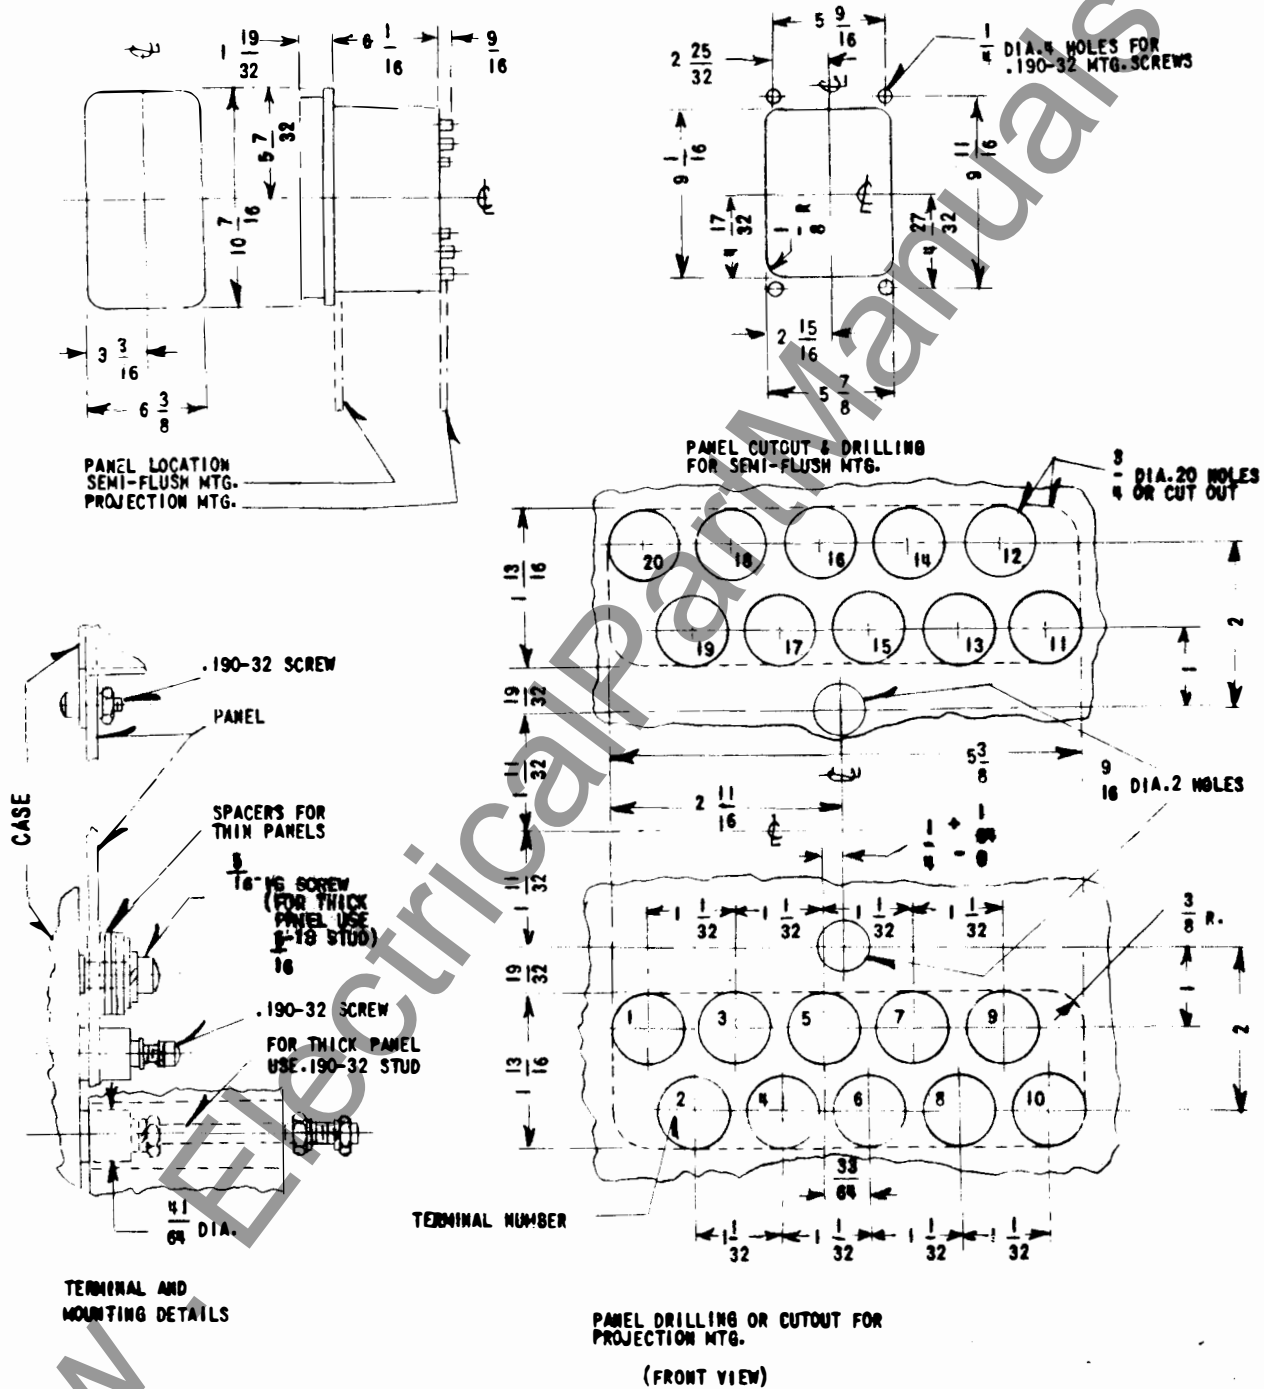 1 19/32
6 1/16
9/16
5 7/32
10 7/16
3 3/16
6 3/8
PANEL LOCATION
SEMI-FLUSH MTG.
PROJECTION MTG.
5 9/16
2 25/32
1/4 DIA.4 HOLES FOR
.190-32 MTG.SCREWS
9 1/16
9 11/16
4 17/32
1/8 R
4 27/32
2 15/16
5 7/8
PANEL CUTOUT & DRILLING
FOR SEMI-FLUSH MTG.
3/4 DIA.20 HOLES
OR CUT OUT
20 18 16 14 12
19 17 15 13 11
1 13/16
19/32
1 11/32
2
1
5 3/8
2 11/16
9/16 DIA.2 HOLES
1/4 + 1/64 - 0
1 11/32
19/32
1 13/16
1 1/32 1 1/32 1 1/32 1 1/32
3/8 R.
1
2
1 3 5 7 9
2 4 6 8 10
33/64
1 1/32 1 1/32 1 1/32 1 1/32
TERMINAL NUMBER
PANEL DRILLING OR CUTOUT FOR
PROJECTION MTG.
(FRONT VIEW)
CASE
.190-32 SCREW
PANEL
SPACERS FOR
THIN PANELS
SCREW
(FOR THICK
PANEL USE
5/16-18 STUD)
.190-32 SCREW
FOR THICK PANEL
USE.190-32 STUD
41/64 DIA.
TERMINAL AND
MOUNTING DETAILS
w . ElectricalPartManuals